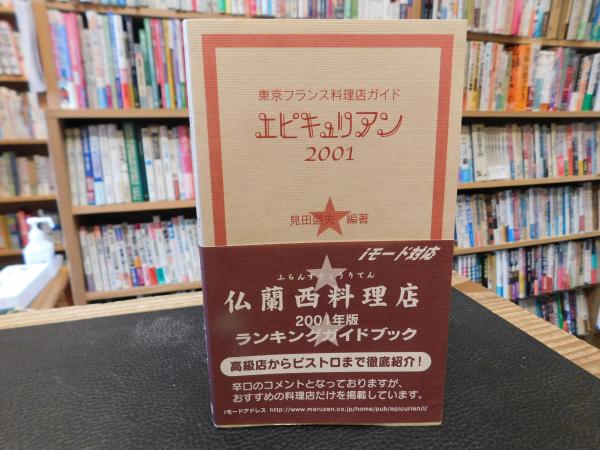 東京フランス料理店ガイド
エピキュリアン
2001
見田盛夫 編著
iモード対応
ふらんすりょうりてん
仏蘭西料理店
2001年版
ランキングガイドブック
高級店からビストロまで徹底紹介!
辛口のコメントとなっておりますが、
おすすめの料理店だけを掲載しています。
iモードアドレス http://www.maruzen.co.jp/home/pub/epicurien/i/